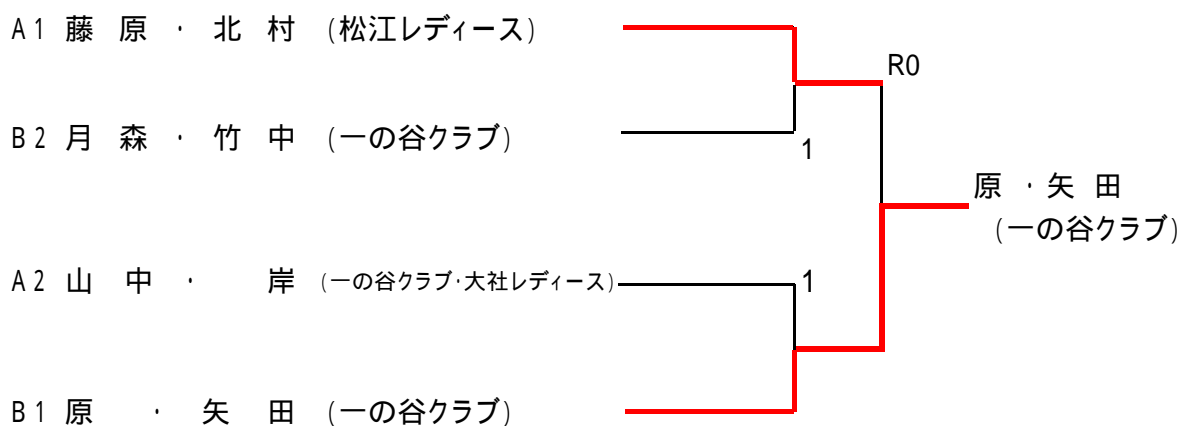 A1 藤 原 ・ 北 村 (松江レディース)
R0
B2 月 森 ・ 竹 中 (一の谷クラブ)
1
原 ・ 矢 田
(一の谷クラブ)
A2 山 中 ・ 岸 (一の谷クラブ・大社レディース)
1
B1 原 ・ 矢 田 (一の谷クラブ)